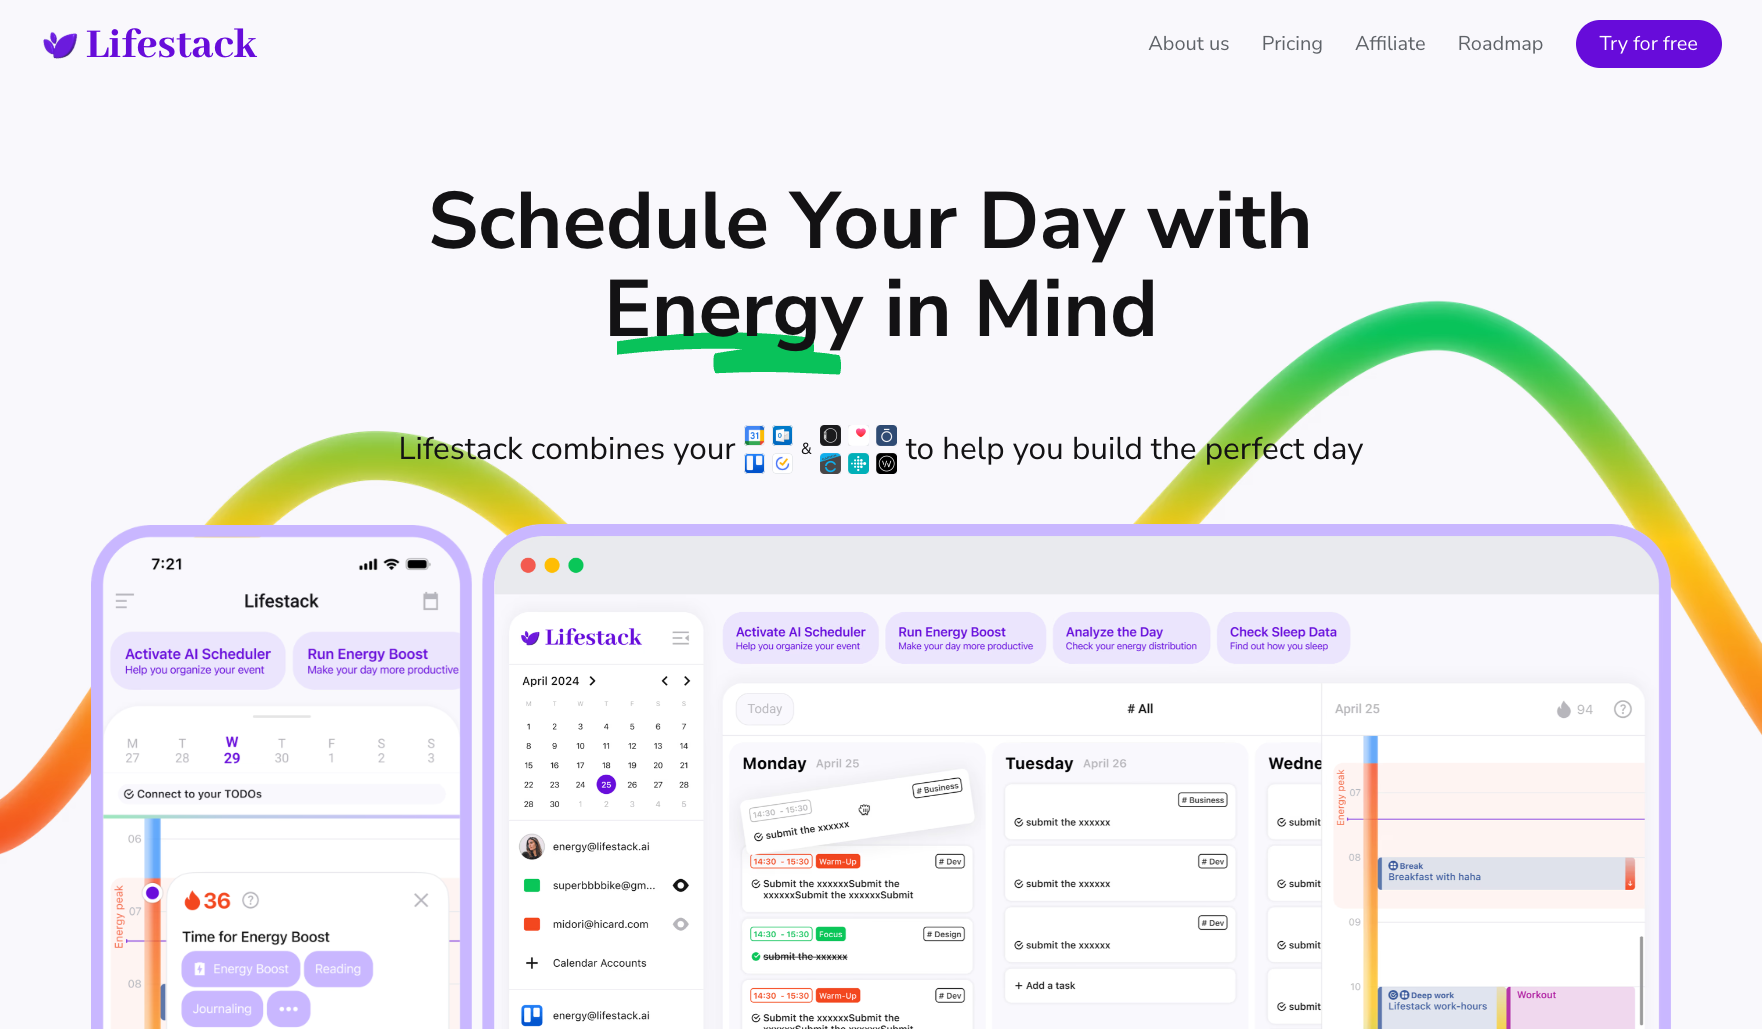 Lifestack
About us
Pricing
Affiliate
Roadmap
Try for free
Schedule Your Day with
Energy in Mind
Lifestack combines your & to help you build the perfect day
7:21
Lifestack
Activate AI Scheduler
Help you organize your event
Run Energy Boost
Make your day more productive
M T W T F S S
27 28 29 30 1 2 3
Connect to your TODOs
06
Energy peak
07
08
36
Time for Energy Boost
Energy Boost
Reading
Journaling
Lifestack
April 2024
M T W T F S S
1 2 3 4 5 6 7
8 9 10 11 12 13 14
15 16 17 18 19 20 21
22 23 24 25 26 27 28
28 30 1 2 3 4 5
energy@lifestack.ai
superbbbbike@gm...
midori@hicard.com
Calendar Accounts
energy@lifestack.ai
Activate AI Scheduler
Help you organize your event
Run Energy Boost
Make your day more productive
Analyze the Day
Check your energy distribution
Check Sleep Data
Find out how you sleep
Today
# All
Monday April 25
# Business
14:30 - 15:30
submit the xxxxxx
14:30 - 15:30 Warm-Up # Dev
Submit the xxxxxxSubmit the
xxxxxxSubmit the xxxxxxSubmit
14:30 - 15:30 Focus # Design
submit the xxxxxx
14:30 - 15:30 Warm-Up # Dev
Submit the xxxxxxSubmit the
xxxxxxSubmit the xxxxxxSubmit
Tuesday April 26
# Business
submit the xxxxxx
# Dev
submit the xxxxxx
# Dev
submit the xxxxxx
+ Add a task
Wedne
submit
submit
submit
submit
April 25
94
Energy peak
07
08
Break
Breakfast with haha
09
10
Deep work
Lifestack work-hours
Workout